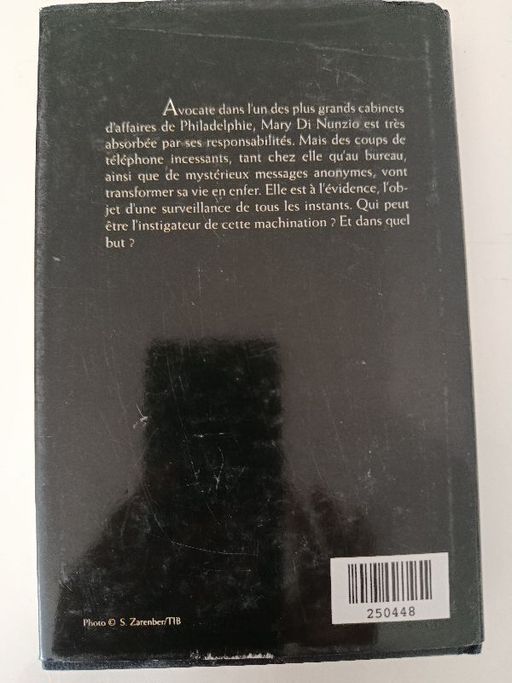 Avocate dans l'un des plus grands cabinets
d'affaires de Philadelphie, Mary Di Nunzio est très
absorbée par ses responsabilités. Mais des coups de
téléphone incessants, tant chez elle qu'au bureau,
ainsi que de mystérieux messages anonymes, vont
transformer sa vie en enfer. Elle est à l'évidence, l'ob-
jet d'une surveillance de tous les instants. Qui peut
être l'instigateur de cette machination ? Et dans quel
but ?
250448
Photo © S. Zarenber/TIB